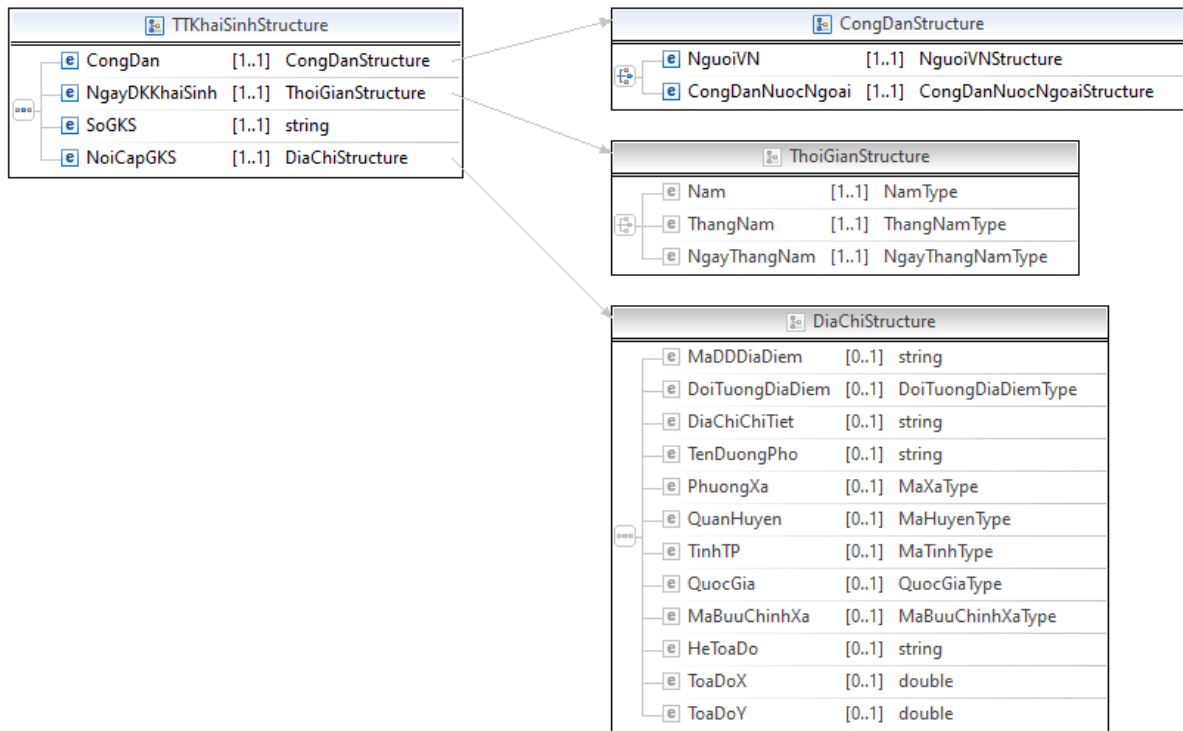 TTKhaiSinhStructure
e CongDan [1..1] CongDanStructure
e NgayDKKhaiSinh [1..1] ThoiGianStructure
e SoGKS [1..1] string
e NoiCapGKS [1..1] DiaChiStructure
CongDanStructure
e NguoiVN [1..1] NguoiVNStructure
e CongDanNuocNgoai [1..1] CongDanNuocNgoaiStructure
ThoiGianStructure
e Nam [1..1] NamType
e ThangNam [1..1] ThangNamType
e NgayThangNam [1..1] NgayThangNamType
DiaChiStructure
e MaDDDiaDiem [0..1] string
e DoiTuongDiaDiem [0..1] DoiTuongDiaDiemType
e DiaChiChiTiet [0..1] string
e TenDuongPho [0..1] string
e PhuongXa [0..1] MaXaType
e QuanHuyen [0..1] MaHuyenType
e TinhTP [0..1] MaTinhType
e QuocGia [0..1] QuocGiaType
e MaBuuChinhXa [0..1] MaBuuChinhXaType
e HeToaDo [0..1] string
e ToaDoX [0..1] double
e ToaDoY [0..1] double